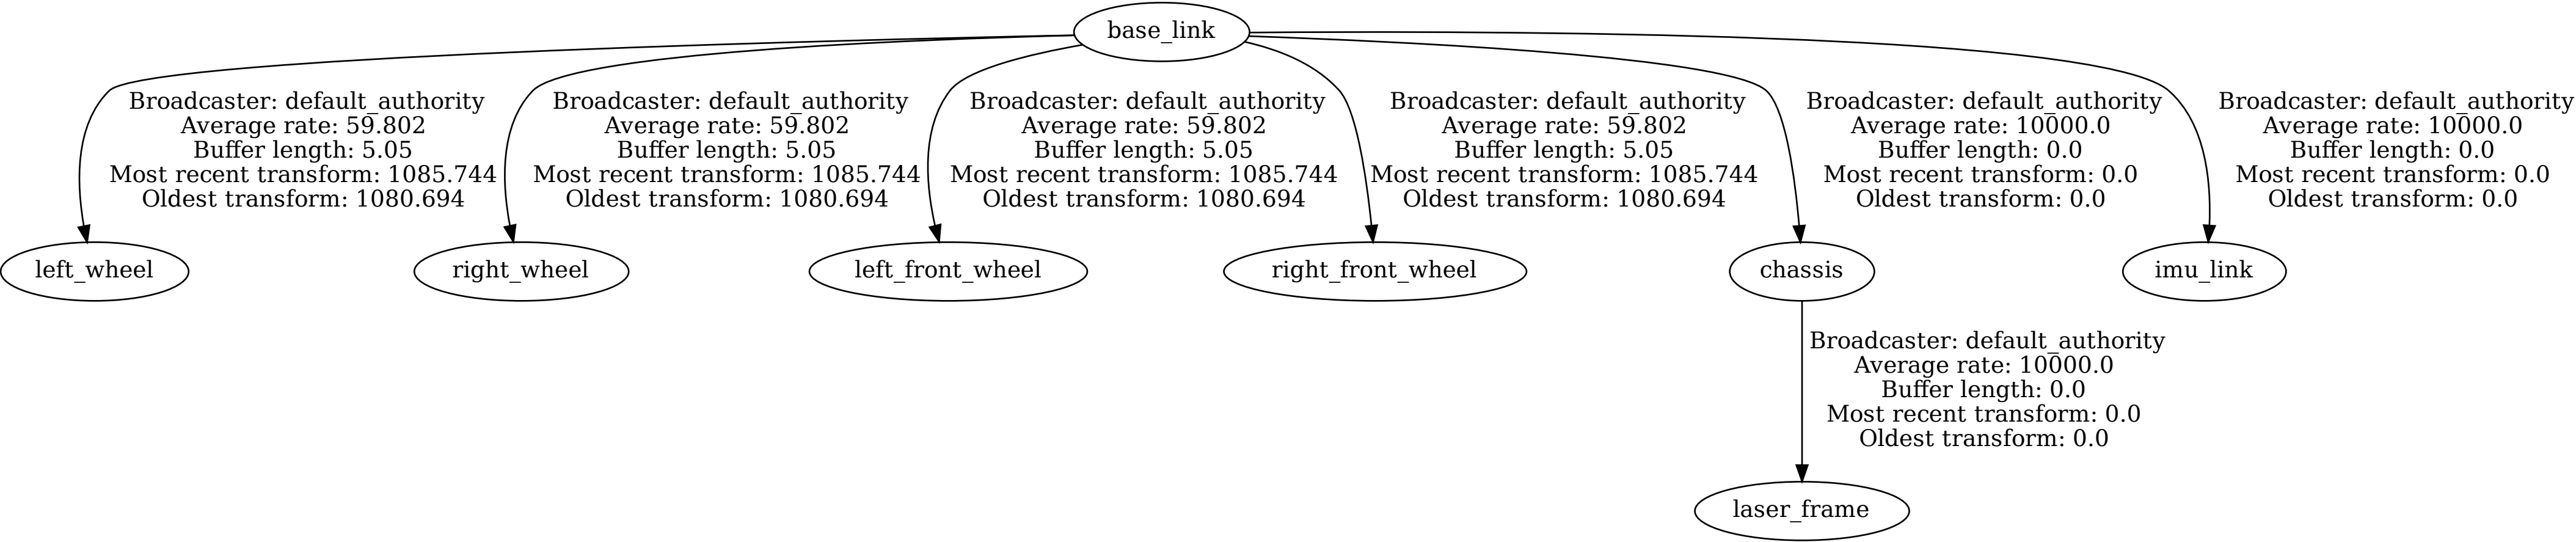 base_link
Broadcaster: default_authority
Average rate: 59.802
Buffer length: 5.05
Most recent transform: 1085.744
Oldest transform: 1080.694
Broadcaster: default_authority
Average rate: 59.802
Buffer length: 5.05
Most recent transform: 1085.744
Oldest transform: 1080.694
Broadcaster: default_authority
Average rate: 59.802
Buffer length: 5.05
Most recent transform: 1085.744
Oldest transform: 1080.694
Broadcaster: default_authority
Average rate: 59.802
Buffer length: 5.05
Most recent transform: 1085.744
Oldest transform: 1080.694
Broadcaster: default_authority
Average rate: 10000.0
Buffer length: 0.0
Most recent transform: 0.0
Oldest transform: 0.0
Broadcaster: default_authority
Average rate: 10000.0
Buffer length: 0.0
Most recent transform: 0.0
Oldest transform: 0.0
left_wheel
right_wheel
left_front_wheel
right_front_wheel
chassis
imu_link
Broadcaster: default_authority
Average rate: 10000.0
Buffer length: 0.0
Most recent transform: 0.0
Oldest transform: 0.0
laser_frame